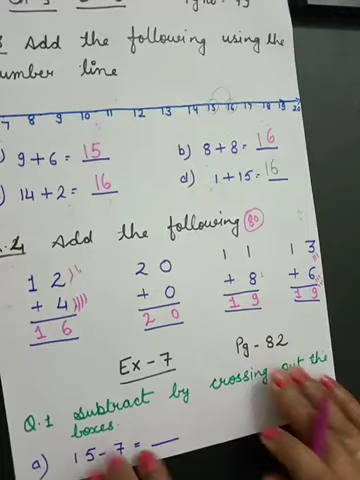 Add the following using the
number line
7 8 9 10 11 12 13 14 15 16 17 18 19 20
9 + 6 = 15
b) 8 + 8 = 16
14 + 2 = 16
d) 1 + 15 = 16
Add the following 80
1 2 2 0 1 1 1 3
+ 4 + 0 + 8 + 6
1 6 2 0 1 9 1 9
Ex - 7 Pg - 82
Q.1 Subtract by crossing out the
boxes.
a) 15 - 7 =